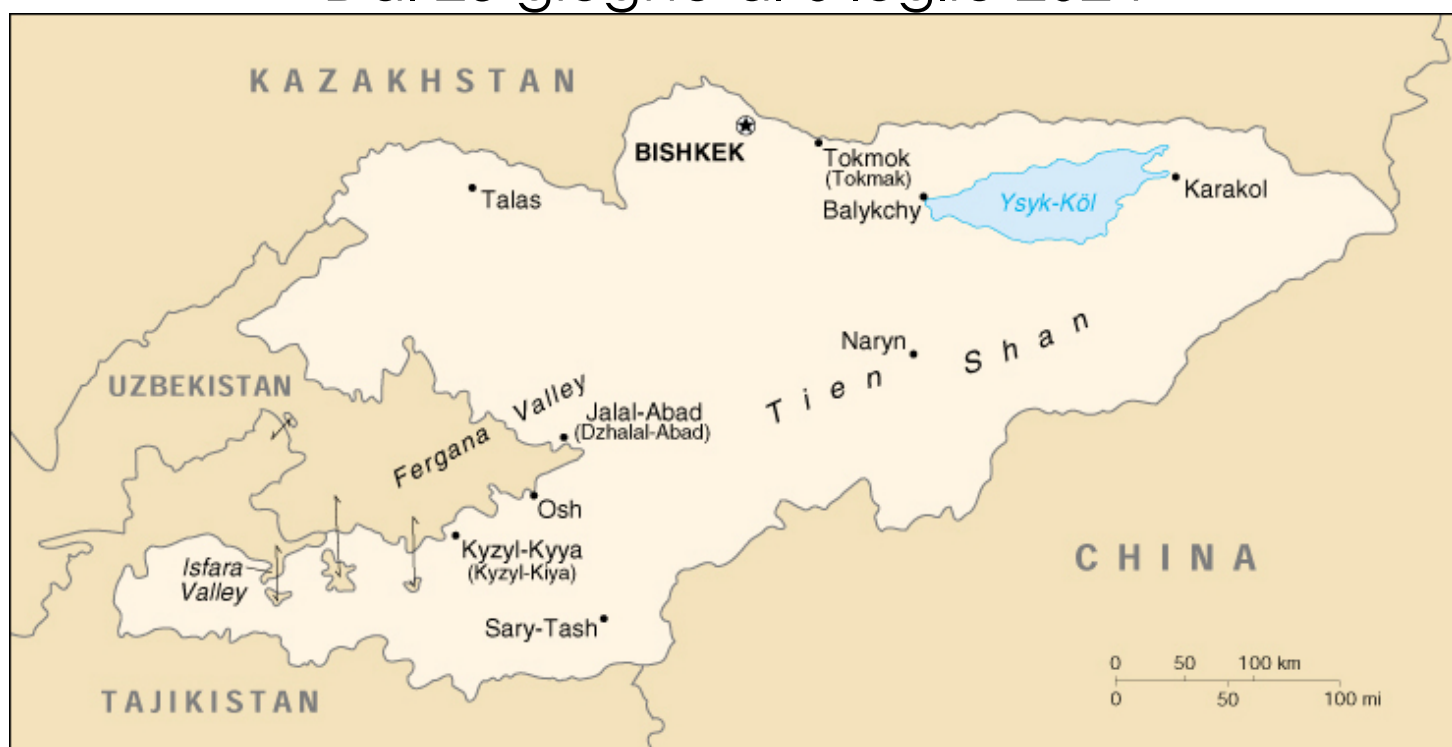 KAZAKHSTAN
BISHKEK
Tokmok
(Tokmak)
Talas
Balykchy
Ysyk-Köl
Karakol
Naryn
Tien Shan
UZBEKISTAN
Fergana Valley
Jalal-Abad
(Dzhalal-Abad)
Osh
Kyzyl-Kyya
(Kyzyl-Kiya)
Isfara
Valley
Sary-Tash
CHINA
TAJIKISTAN
0 50 100 km
0 50 100 mi